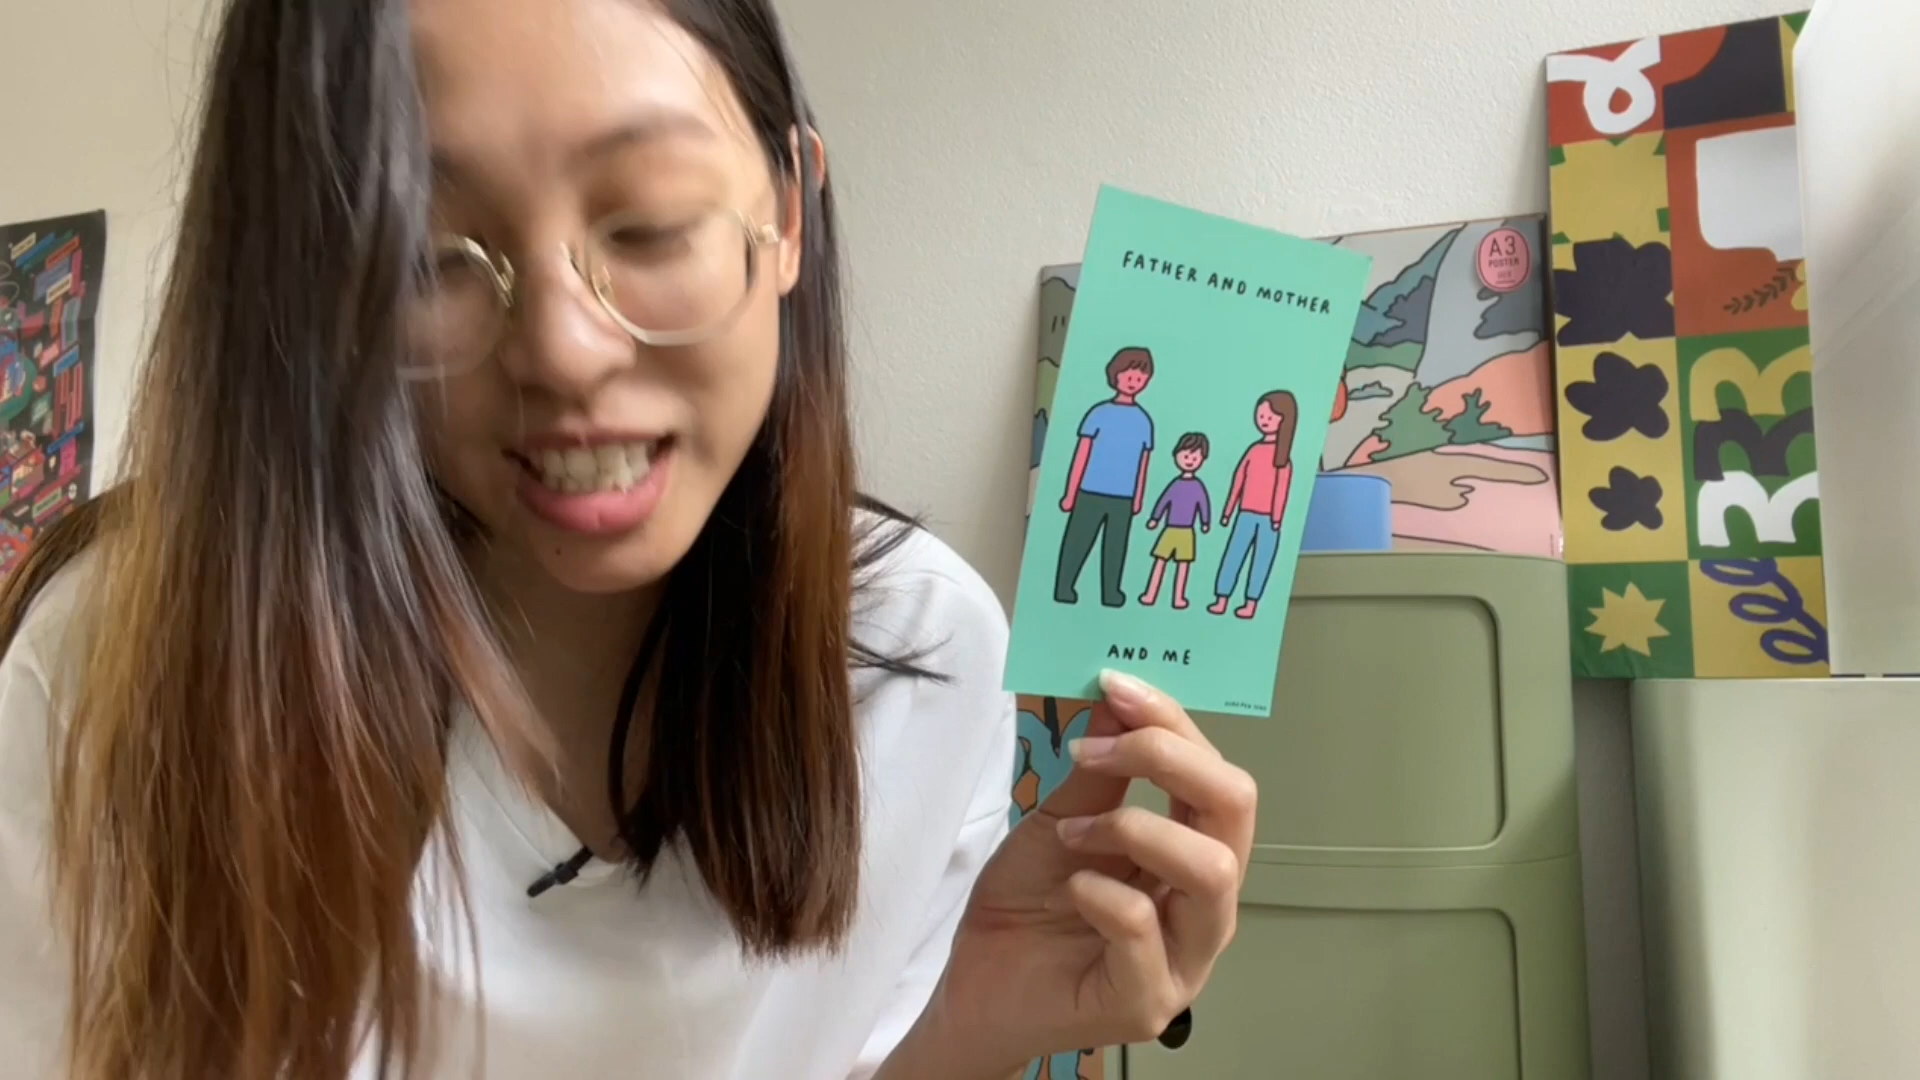 FATHER AND MOTHER
AND ME
A3
POSTER